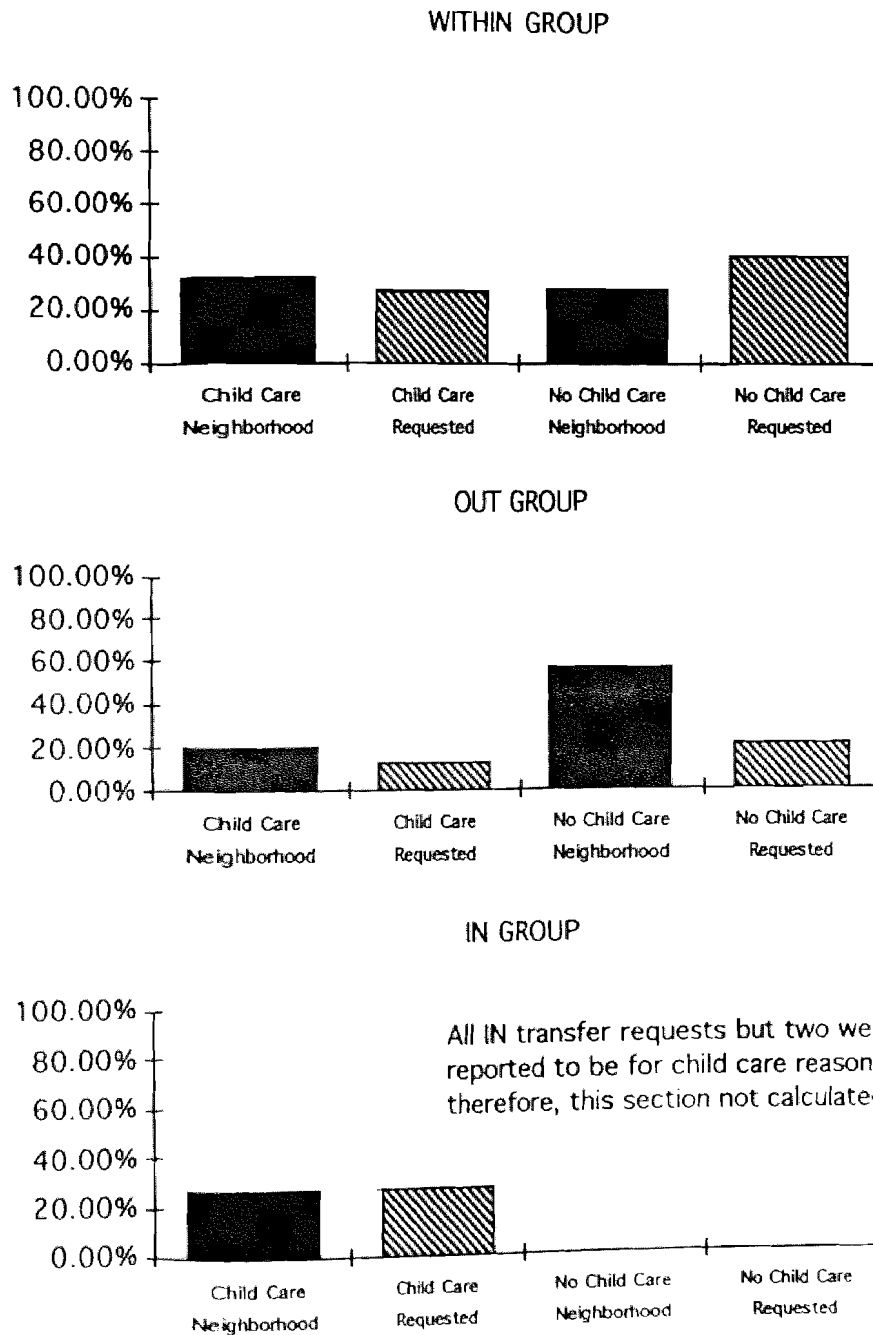 WITHIN GROUP
100.00%
80.00%
60.00%
40.00%
20.00%
0.00%
Child Care Child Care No Child Care No Child Care
Neighborhood Requested Neighborhood Requested
OUT GROUP
100.00%
80.00%
60.00%
40.00%
20.00%
0.00%
Child Care Child Care No Child Care No Child Care
Neighborhood Requested Neighborhood Requested
IN GROUP
100.00%
80.00%
60.00%
40.00%
20.00%
0.00%
All IN transfer requests but two we
reported to be for child care reason
therefore, this section not calculate
Child Care Child Care No Child Care No Child Care
Neighborhood Requested Neighborhood Requested